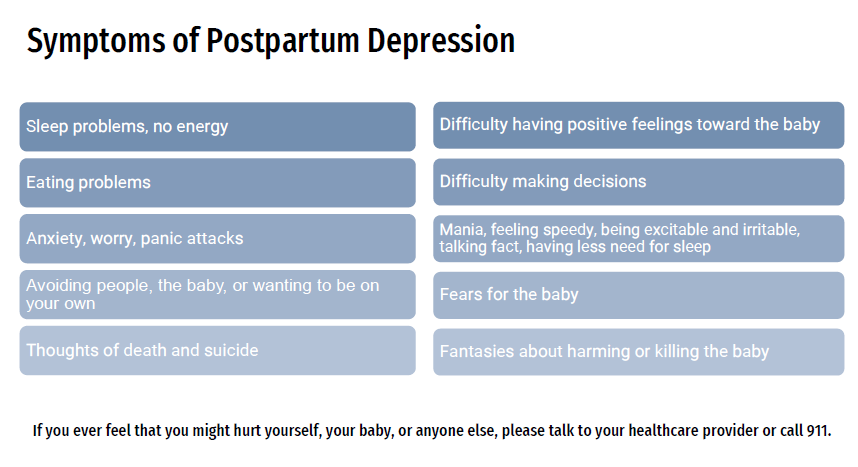 Symptoms of Postpartum Depression
Sleep problems, no energy
Eating problems
Anxiety, worry, panic attacks
Avoiding people, the baby, or wanting to be on
your own
Thoughts of death and suicide
Difficulty having positive feelings toward the baby
Difficulty making decisions
Mania, feeling speedy, being excitable and irritable,
talking fact, having less need for sleep
Fears for the baby
Fantasies about harming or killing the baby
If you ever feel that you might hurt yourself, your baby, or anyone else, please talk to your healthcare provider or call 911.